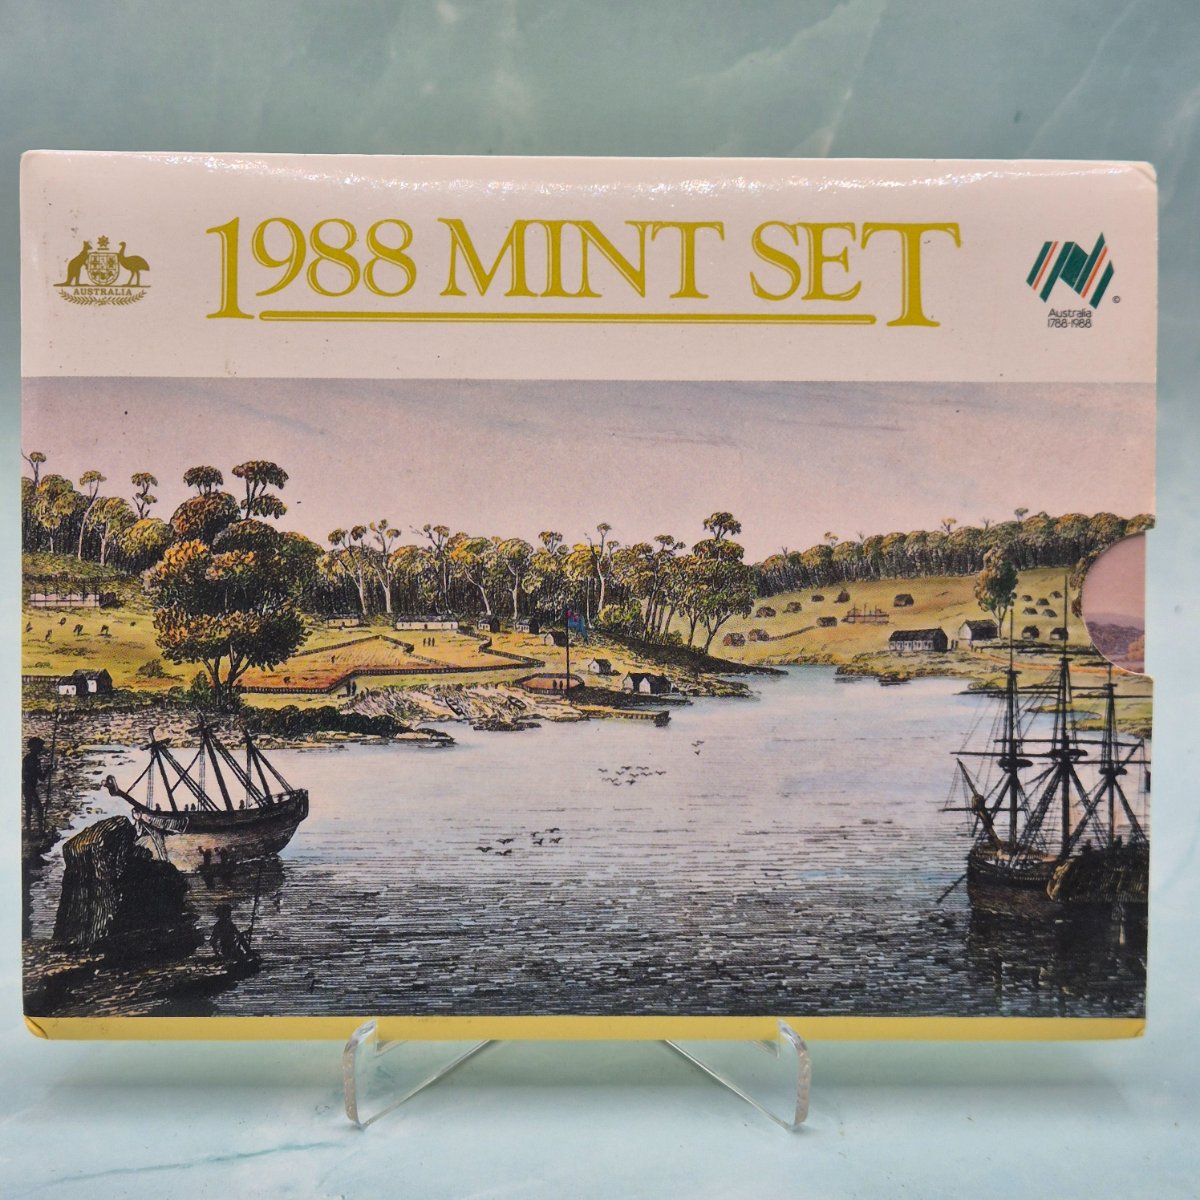 1988 MINT SET
AUSTRALIA
©
Australia
1788-1988